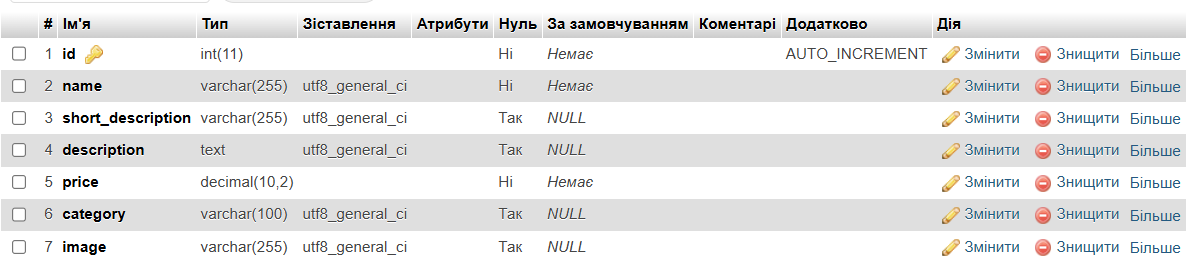 # Ім'я Тип Зіставлення Атрибути Нуль За замовчуванням Коментарі Додатково Дія
1 id int(11) Ні Немає AUTO_INCREMENT Змінити Знищити Більше
2 name varchar(255) utf8_general_ci Ні Немає Змінити Знищити Більше
3 short_description varchar(255) utf8_general_ci Так NULL Змінити Знищити Більше
4 description text utf8_general_ci Так NULL Змінити Знищити Більше
5 price decimal(10,2) Ні Немає Змінити Знищити Більше
6 category varchar(100) utf8_general_ci Так NULL Змінити Знищити Більше
7 image varchar(255) utf8_general_ci Так NULL Змінити Знищити Більше